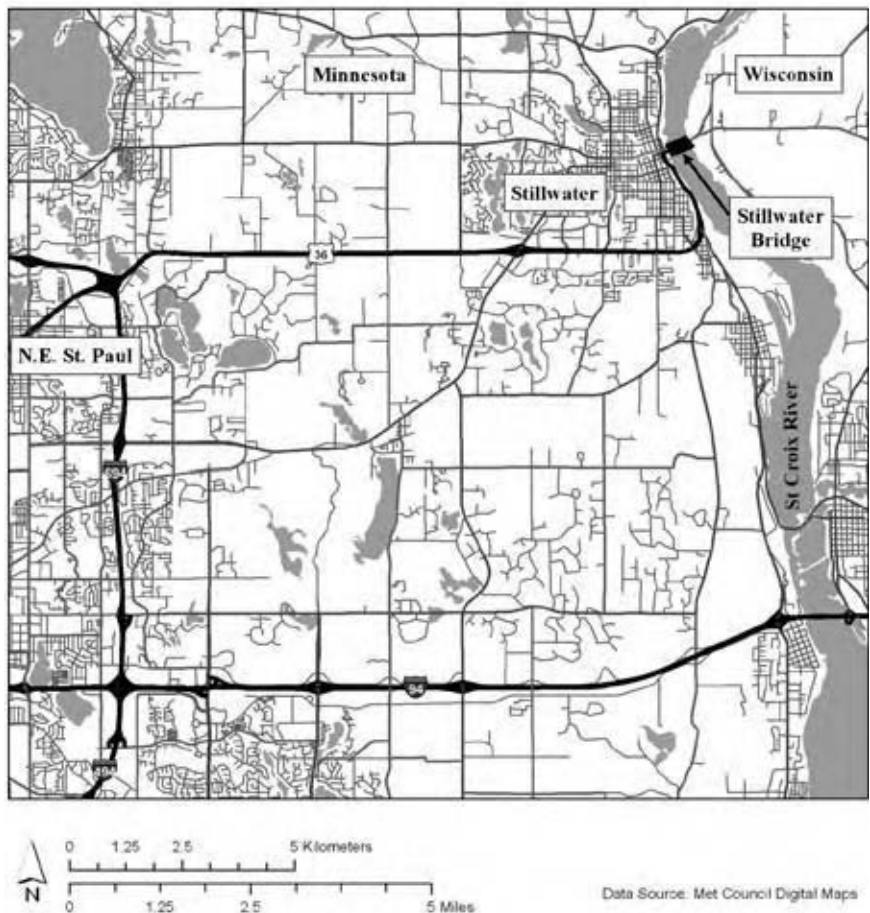 Minnesota
Wisconsin
Stillwater
Stillwater
Bridge
36
N.E. St. Paul
St Croix River
94
0 1.25 2.5 5 Kilometers
N
0 1.25 2.5 5 Miles
Data Source: Met Council Digital Maps